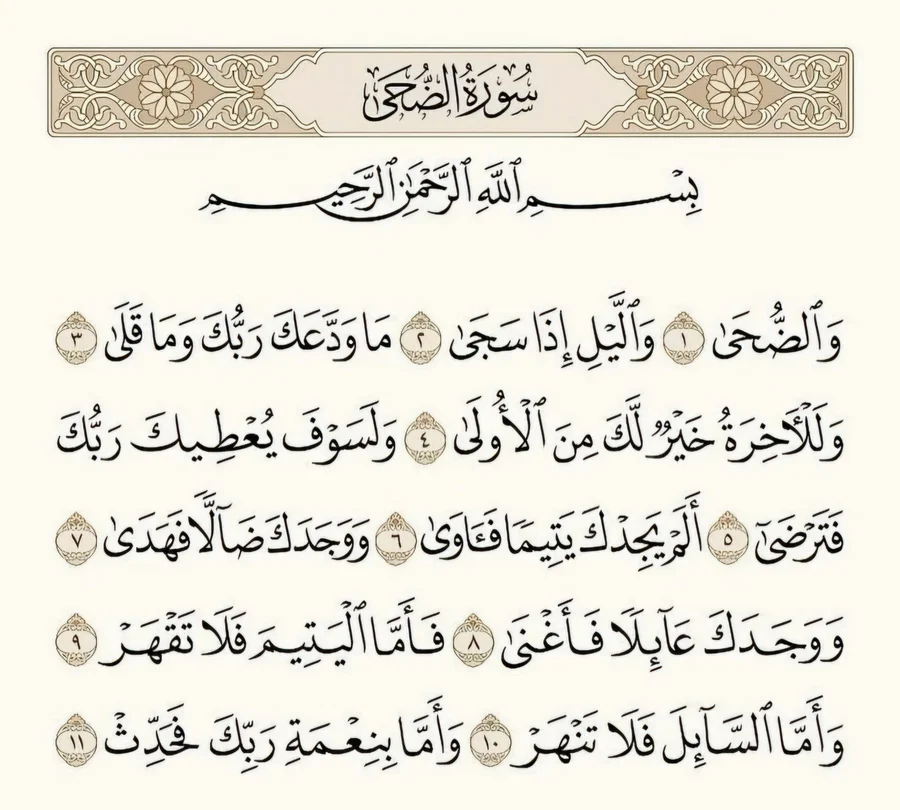 سُورَةُ الضُّحَىٰ
بِسْمِ ٱللَّهِ ٱلرَّحْمَٰنِ ٱلرَّحِيمِ
وَٱلضُّحَىٰ ١ وَٱلَّيْلِ إِذَا سَجَىٰ ٢ مَا وَدَّعَكَ رَبُّكَ وَمَا قَلَىٰ ٣
وَلَلْأَخِرَةُ خَيْرٌ لَّكَ مِنَ ٱلْأُولَىٰ ٤ وَلَسَوْفَ يُعْطِيكَ رَبُّكَ
فَتَرْضَىٰٓ ٥ أَلَمْ يَجِدْكَ يَتِيمًا فَـَٔاوَىٰ ٦ وَوَجَدَكَ ضَآلًّا فَهَدَىٰ ٧
وَوَجَدَكَ عَآئِلًا فَأَغْنَىٰ ٨ فَأَمَّا ٱلْيَتِيمَ فَلَا تَقْهَرْ ٩
وَأَمَّا ٱلسَّآئِلَ فَلَا تَنْهَرْ ١٠ وَأَمَّا بِنِعْمَةِ رَبِّكَ فَحَدِّثْ ١١